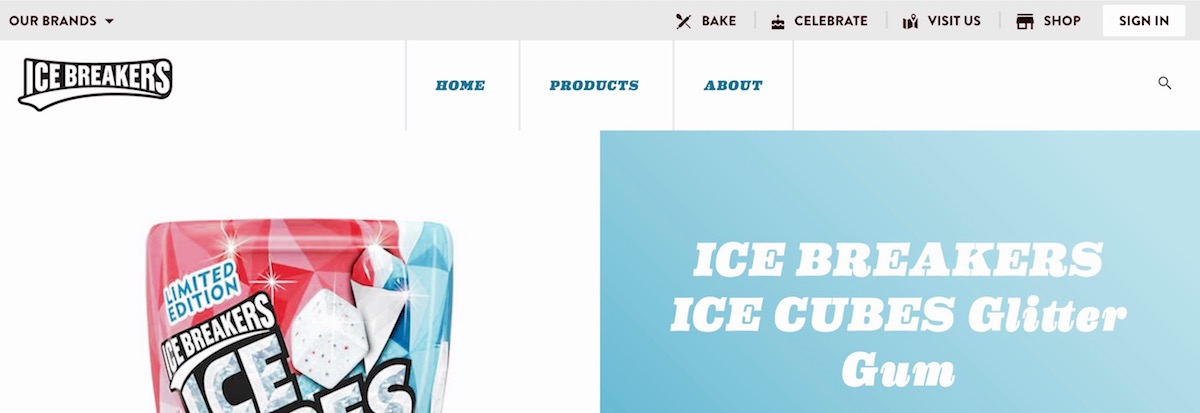 OUR BRANDS BAKE CELEBRATE VISIT US SHOP SIGN IN
ICE BREAKERS HOME PRODUCTS ABOUT
LIMITED
EDITION
ICE BREAKERS
ICE
CUBES
ICE BREAKERS
ICE CUBES Glitter
Gum